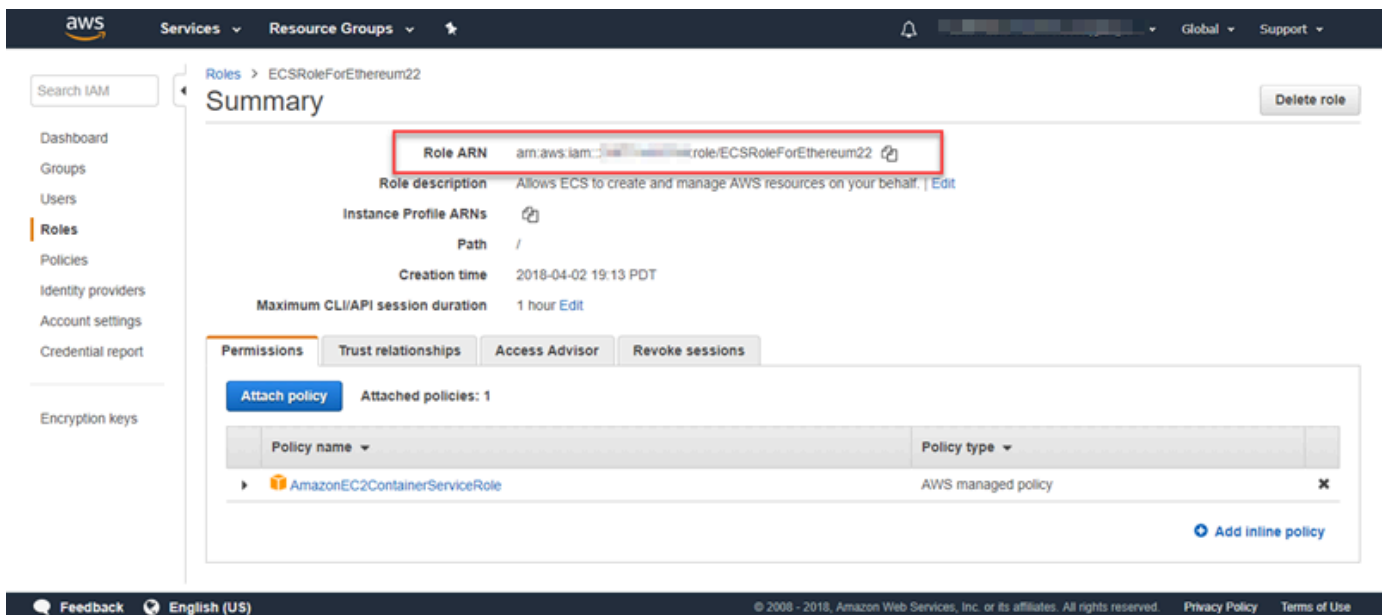 aws Services Resource Groups Global Support
Search IAM
Dashboard
Groups
Users
Roles
Policies
Identity providers
Account settings
Credential report
Encryption keys
Roles > ECSRoleForEthereum22
Summary
Delete role
Role ARN arn:aws:iam:: :role/ECSRoleForEthereum22
Role description Allows ECS to create and manage AWS resources on your behalf. | Edit
Instance Profile ARNs
Path /
Creation time 2018-04-02 19:13 PDT
Maximum CLI/API session duration 1 hour Edit
Permissions Trust relationships Access Advisor Revoke sessions
Attach policy Attached policies: 1
Policy name Policy type
AmazonEC2ContainerServiceRole AWS managed policy
Add inline policy
Feedback English (US) © 2008 - 2018, Amazon Web Services, Inc. or its affiliates. All rights reserved. Privacy Policy Terms of Use